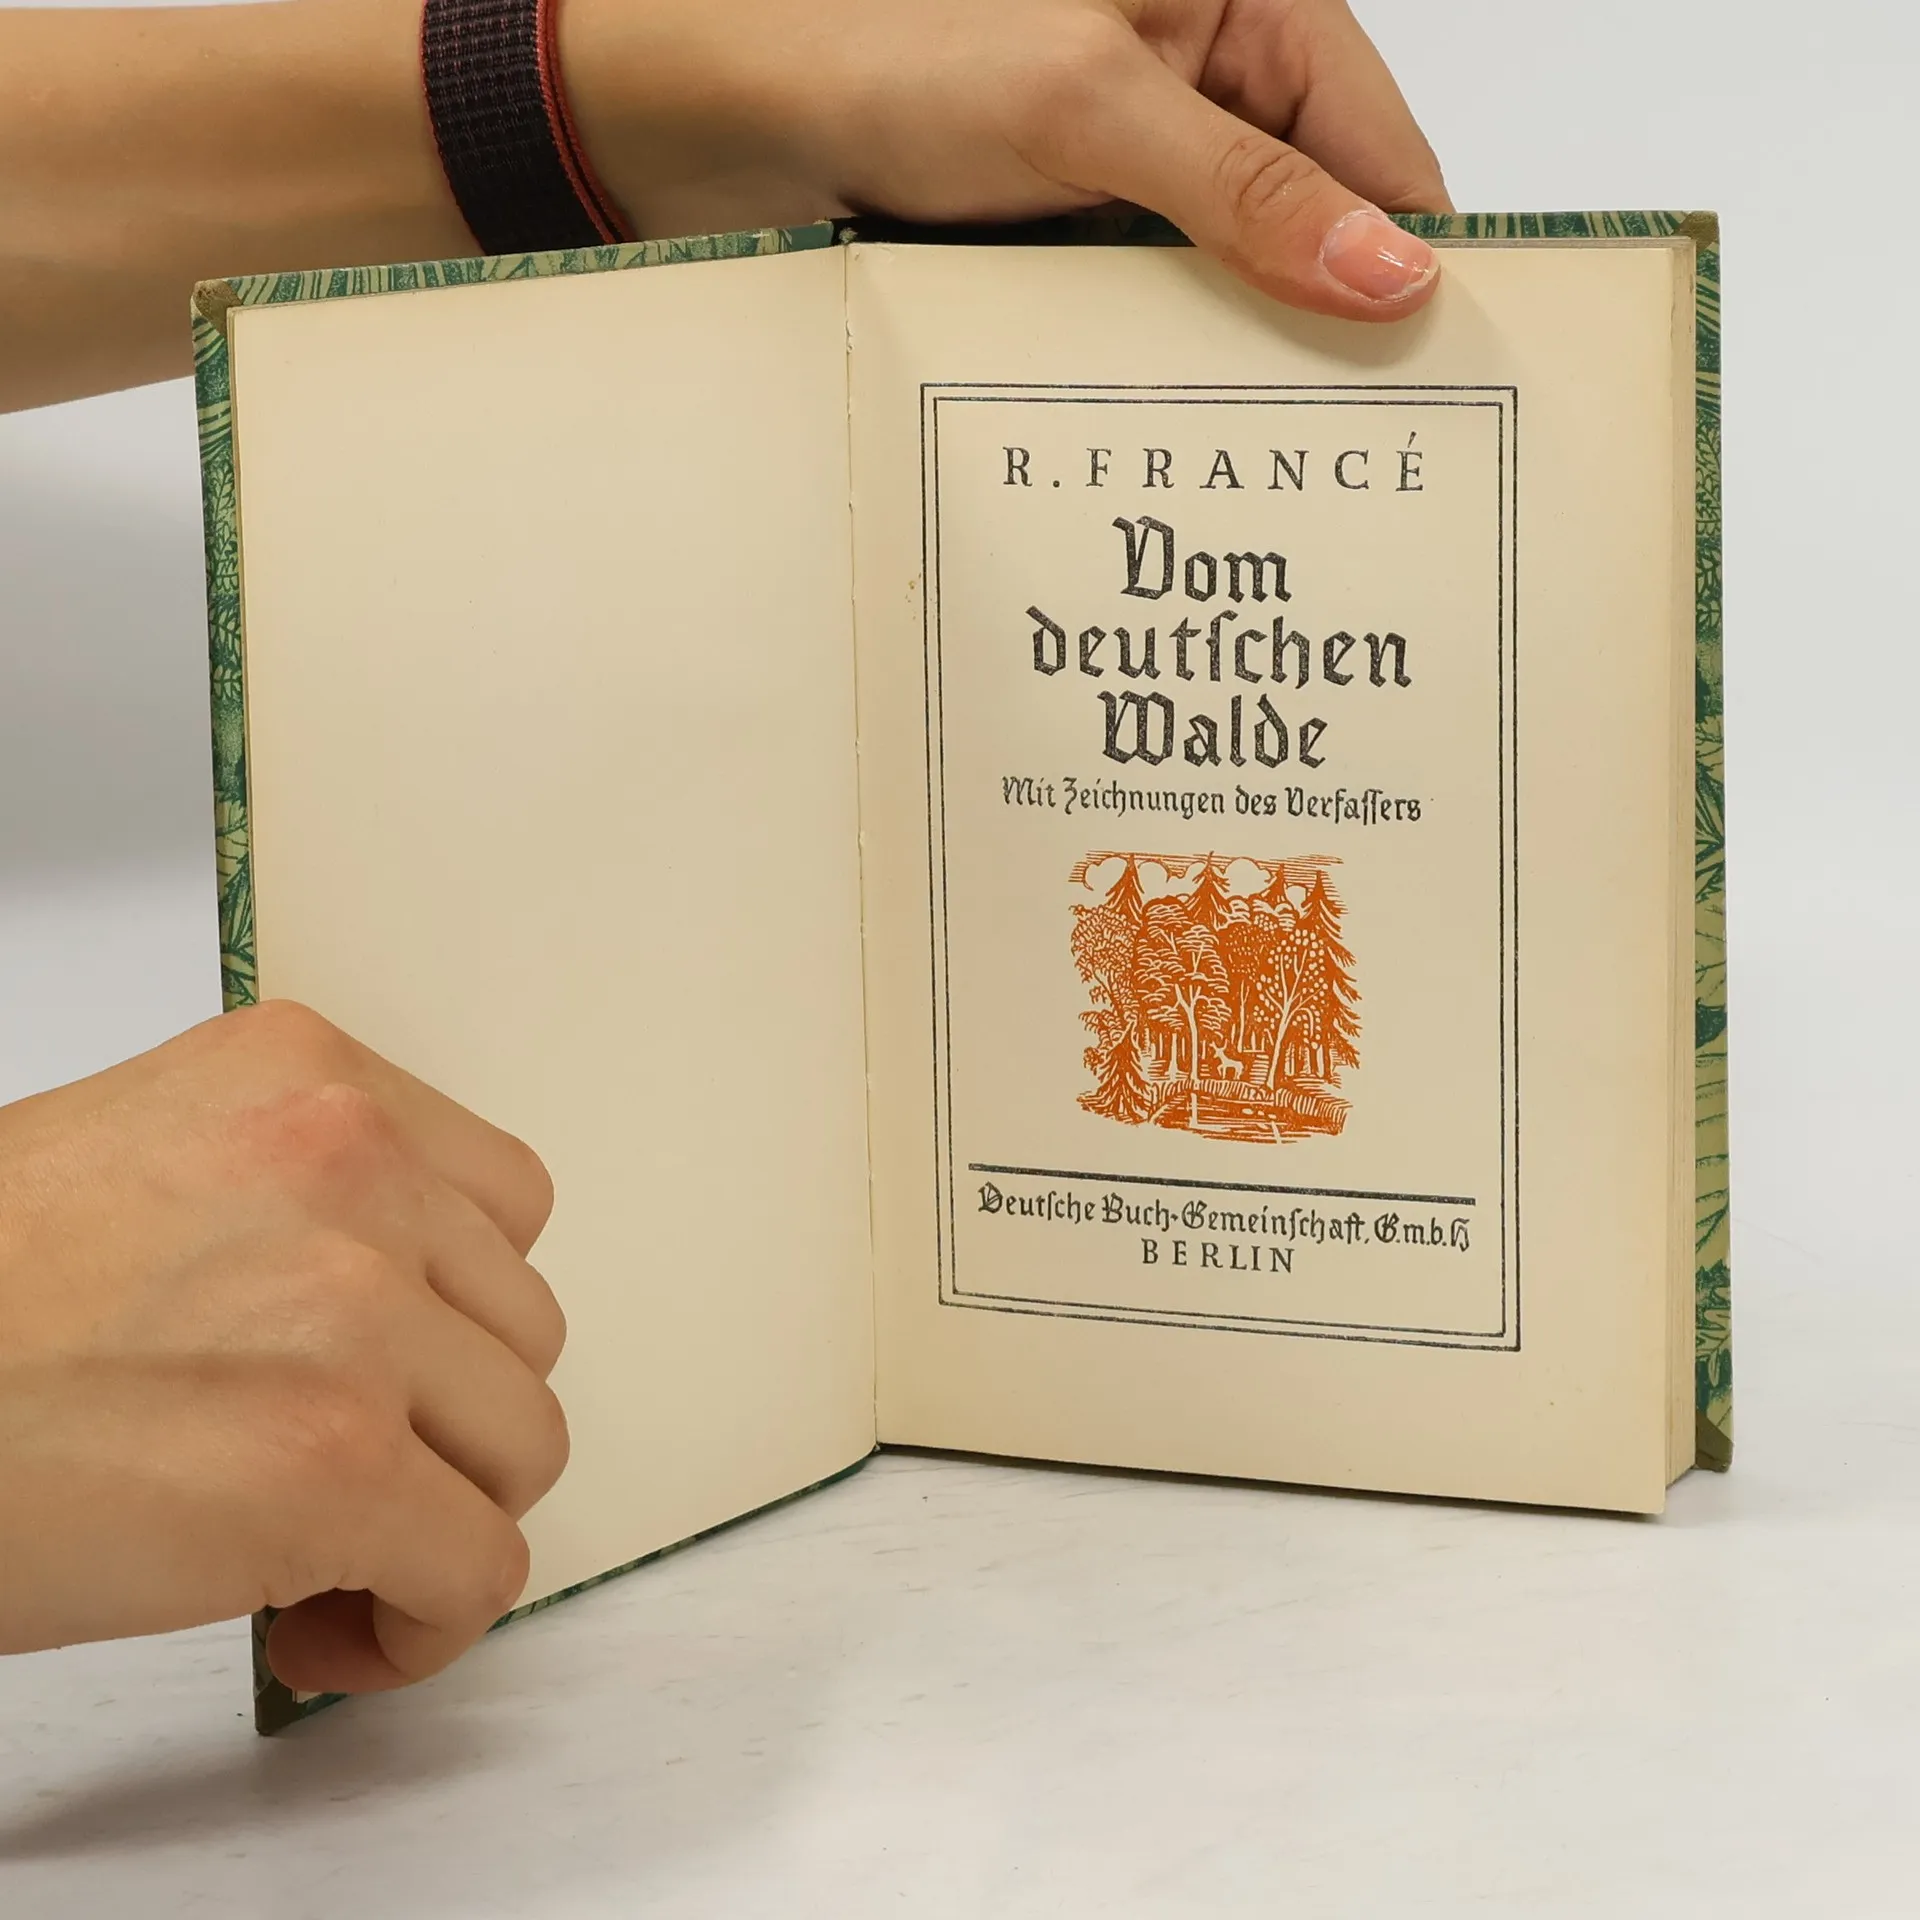 R. FRANCÉ
Vom
deutſchen
Walde
Mit Zeichnungen des Verfaſſers
Deutſche Buch-Gemeinſchaft, G.m.b.H
BERLIN